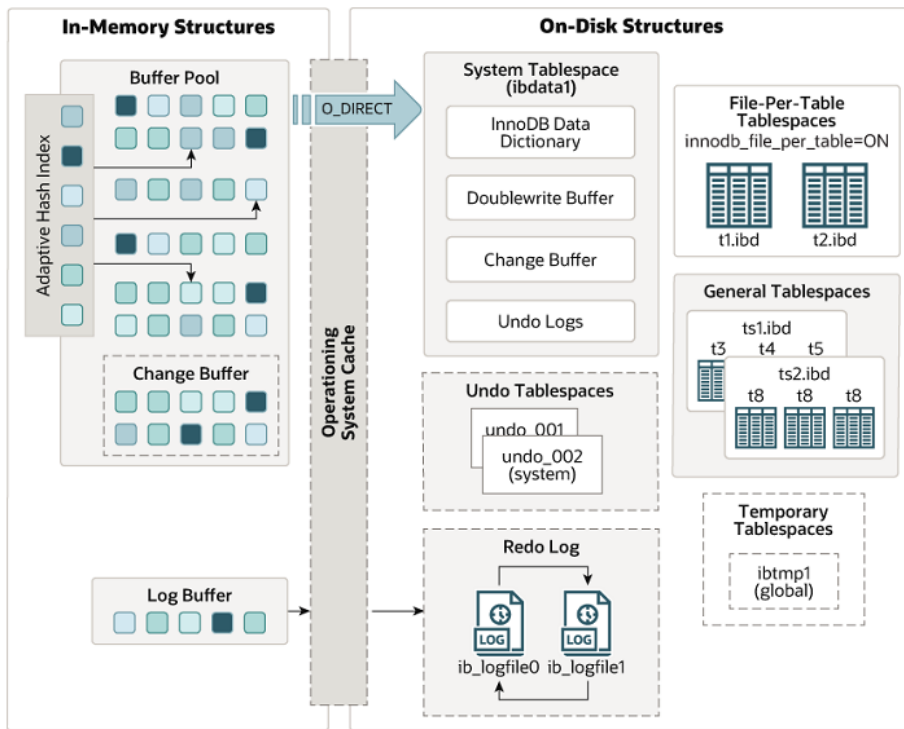 In-Memory Structures
Buffer Pool
Adaptive Hash Index
Change Buffer
Log Buffer
Operationing
System Cache
O_DIRECT
On-Disk Structures
System Tablespace
(ibdata1)
InnoDB Data
Dictionary
Doublewrite Buffer
Change Buffer
Undo Logs
Undo Tablespaces
undo_001
undo_002
(system)
Redo Log
LOG
LOG
ib_logfile0
ib_logfile1
File-Per-Table
Tablespaces
innodb_file_per_table=ON
t1.ibd
t2.ibd
General Tablespaces
ts1.ibd
t3 t4 t5
ts2.ibd
t8 t8 t8
Temporary
Tablespaces
ibtmp1
(global)